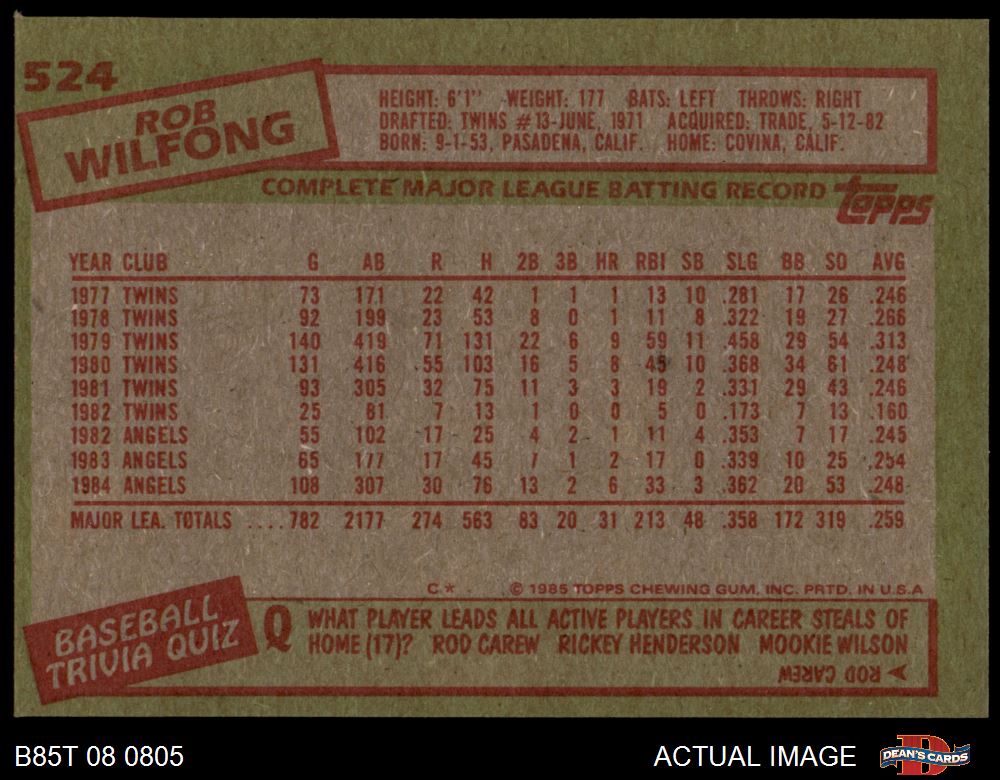 524
ROB
WILFONG
HEIGHT: 6'1" WEIGHT: 177 BATS: LEFT THROWS: RIGHT
DRAFTED: TWINS #13-JUNE, 1971 ACQUIRED: TRADE, 5-12-82
BORN: 9-1-53, PASADENA, CALIF. HOME: COVINA, CALIF.
COMPLETE MAJOR LEAGUE BATTING RECORD topps
YEAR CLUB G AB R H 2B 3B HR RBI SB SLG BB SO AVG
1977 TWINS 73 171 22 42 1 1 1 13 10 .281 17 26 .246
1978 TWINS 92 199 23 53 8 0 1 11 8 .322 19 27 .266
1979 TWINS 140 419 71 131 22 6 9 59 11 .458 29 54 .313
1980 TWINS 131 416 55 103 16 5 8 45 10 .368 34 61 .248
1981 TWINS 93 305 32 75 11 3 3 19 2 .331 29 43 .246
1982 TWINS 25 81 7 13 1 0 0 5 0 .173 7 13 .160
1982 ANGELS 55 102 17 25 4 2 1 11 4 .353 7 17 .245
1983 ANGELS 65 177 17 45 7 1 2 17 0 .339 10 25 .254
1984 ANGELS 108 307 30 76 13 2 6 33 3 .362 20 53 .248
MAJOR LEA. TOTALS .... 782 2177 274 563 83 20 31 213 48 .358 172 319 .259
C* © 1985 TOPPS CHEWING GUM, INC. PRTD. IN U.S.A
BASEBALL
TRIVIA QUIZ
Q WHAT PLAYER LEADS ALL ACTIVE PLAYERS IN CAREER STEALS OF
HOME (17)? ROD CAREW RICKEY HENDERSON MOOKIE WILSON
ROD CAREW
B85T 08 0805
ACTUAL IMAGE
DEAN'S CARDS